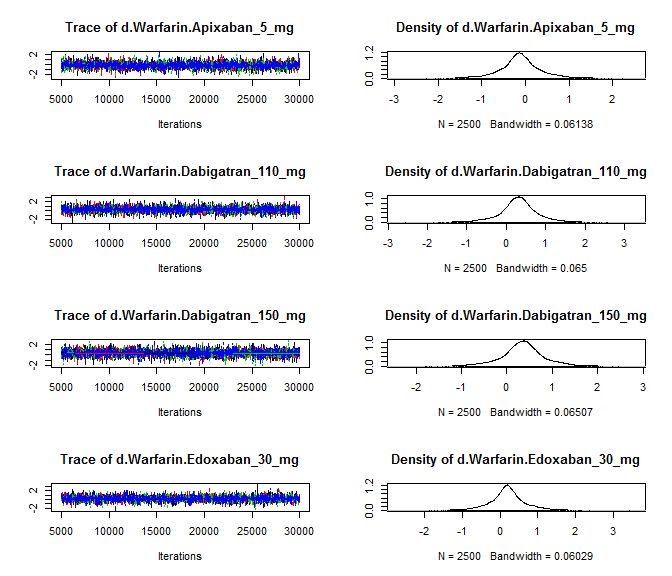 Trace of d.Warfarin.Apixaban_5_mg
Density of d.Warfarin.Apixaban_5_mg
2
-2
5000 10000 15000 20000 25000 30000
Iterations
1.2
0.0
-3 -2 -1 0 1 2
N = 2500 Bandwidth = 0.06138
Trace of d.Warfarin.Dabigatran_110_mg
Density of d.Warfarin.Dabigatran_110_mg
2
-2
5000 10000 15000 20000 25000 30000
Iterations
1.0
0.0
-3 -2 -1 0 1 2 3
N = 2500 Bandwidth = 0.065
Trace of d.Warfarin.Dabigatran_150_mg
Density of d.Warfarin.Dabigatran_150_mg
2
-2
5000 10000 15000 20000 25000 30000
Iterations
1.0
0.0
-2 -1 0 1 2 3
N = 2500 Bandwidth = 0.06507
Trace of d.Warfarin.Edoxaban_30_mg
Density of d.Warfarin.Edoxaban_30_mg
2
-2
5000 10000 15000 20000 25000 30000
Iterations
1.2
0.0
-2 -1 0 1 2 3
N = 2500 Bandwidth = 0.06029